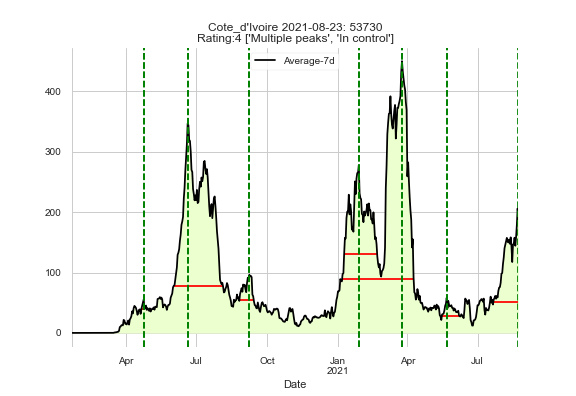 Cote_d'Ivoire 2021-08-23: 53730
Rating:4 ['Multiple peaks', 'In control']
Average-7d
400
300
200
100
0
Apr Jul Oct Jan Apr Jul
2021
Date